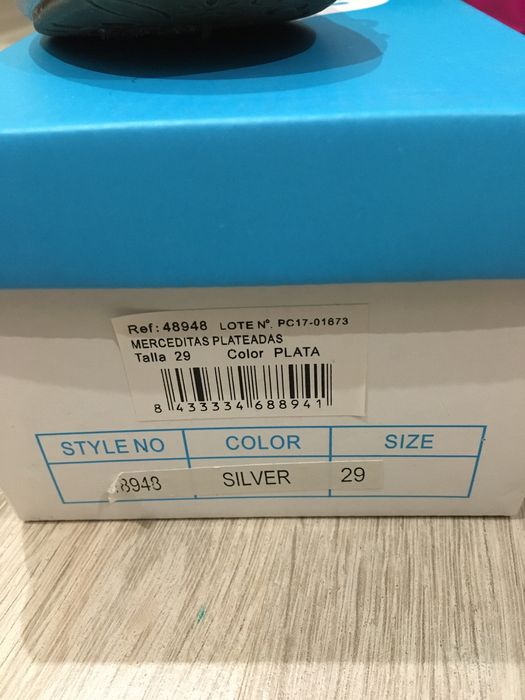 Ref: 48948 LOTE Nº. PC17-01673
MERCEDITAS PLATEADAS
Talla 29 Color PLATA
8 433334 688941
STYLE NO COLOR SIZE
8948 SILVER 29